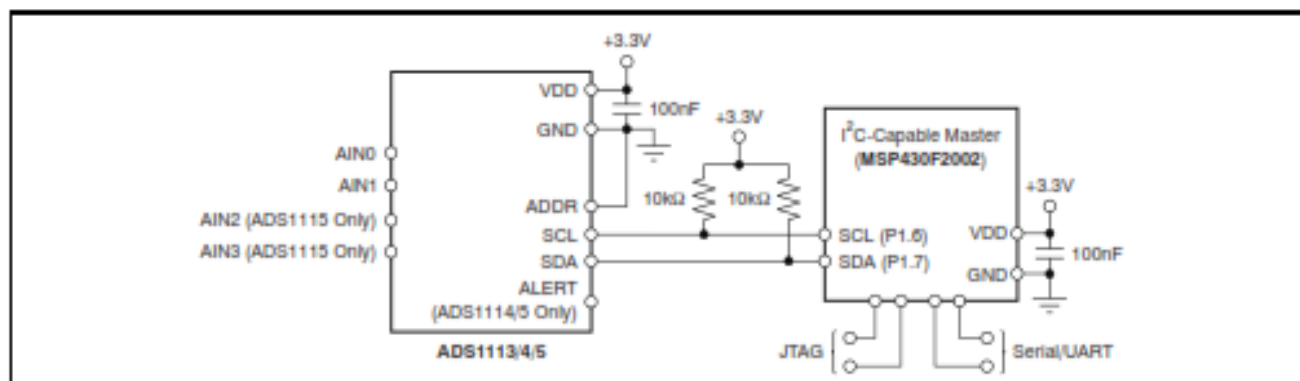 +3.3V
VDD
100nF
GND
AIN0
AIN1
AIN2 (ADS1115 Only)
AIN3 (ADS1115 Only)
ADDR
SCL
SDA
ALERT
(ADS1114/5 Only)
ADS1113/4/5
+3.3V
10kΩ
10kΩ
I²C-Capable Master
(MSP430F2002)
SCL (P1.6)
SDA (P1.7)
+3.3V
VDD
100nF
GND
JTAG
Serial/UART